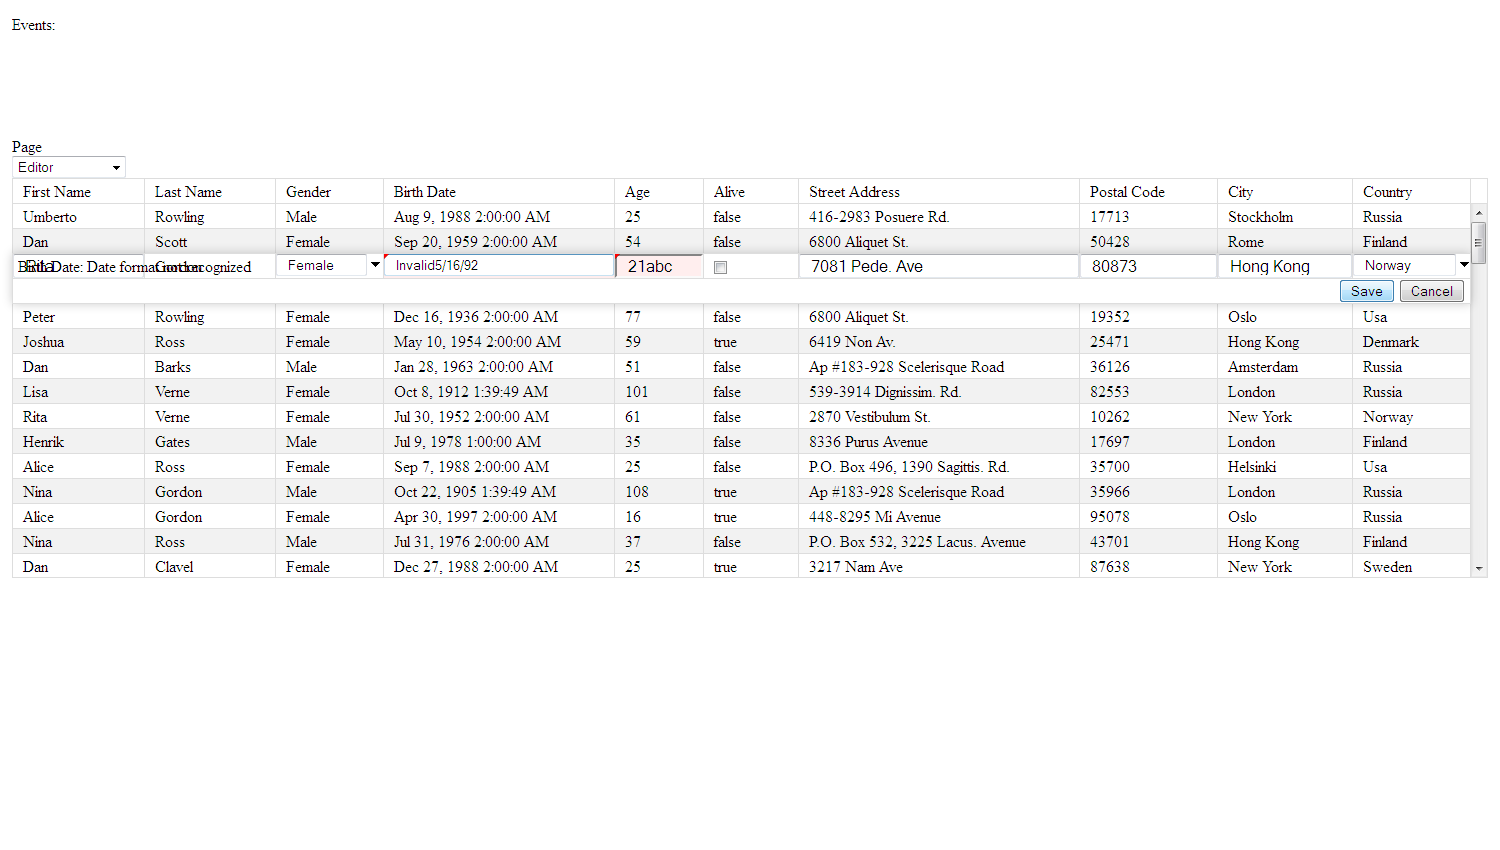 Events:
Page
Editor
First Name Last Name Gender Birth Date Age Alive Street Address Postal Code City Country
Umberto Rowling Male Aug 9, 1988 2:00:00 AM 25 false 416-2983 Posuere Rd. 17713 Stockholm Russia
Dan Scott Female Sep 20, 1959 2:00:00 AM 54 false 6800 Aliquet St. 50428 Rome Finland
Birth Date: Date format not recognized Female Invalid5/16/92 21abc 7081 Pede. Ave 80873 Hong Kong Norway
Save Cancel
Peter Rowling Female Dec 16, 1936 2:00:00 AM 77 false 6800 Aliquet St. 19352 Oslo Usa
Joshua Ross Female May 10, 1954 2:00:00 AM 59 true 6419 Non Av. 25471 Hong Kong Denmark
Dan Barks Male Jan 28, 1963 2:00:00 AM 51 false Ap #183-928 Scelerisque Road 36126 Amsterdam Russia
Lisa Verne Female Oct 8, 1912 1:39:49 AM 101 false 539-3914 Dignissim. Rd. 82553 London Russia
Rita Verne Female Jul 30, 1952 2:00:00 AM 61 false 2870 Vestibulum St. 10262 New York Norway
Henrik Gates Male Jul 9, 1978 1:00:00 AM 35 false 8336 Purus Avenue 17697 London Finland
Alice Ross Female Sep 7, 1988 2:00:00 AM 25 false P.O. Box 496, 1390 Sagittis. Rd. 35700 Helsinki Usa
Nina Gordon Male Oct 22, 1905 1:39:49 AM 108 true Ap #183-928 Scelerisque Road 35966 London Russia
Alice Gordon Female Apr 30, 1997 2:00:00 AM 16 true 448-8295 Mi Avenue 95078 Oslo Russia
Nina Ross Male Jul 31, 1976 2:00:00 AM 37 false P.O. Box 532, 3225 Lacus. Avenue 43701 Hong Kong Finland
Dan Clavel Female Dec 27, 1988 2:00:00 AM 25 true 3217 Nam Ave 87638 New York Sweden